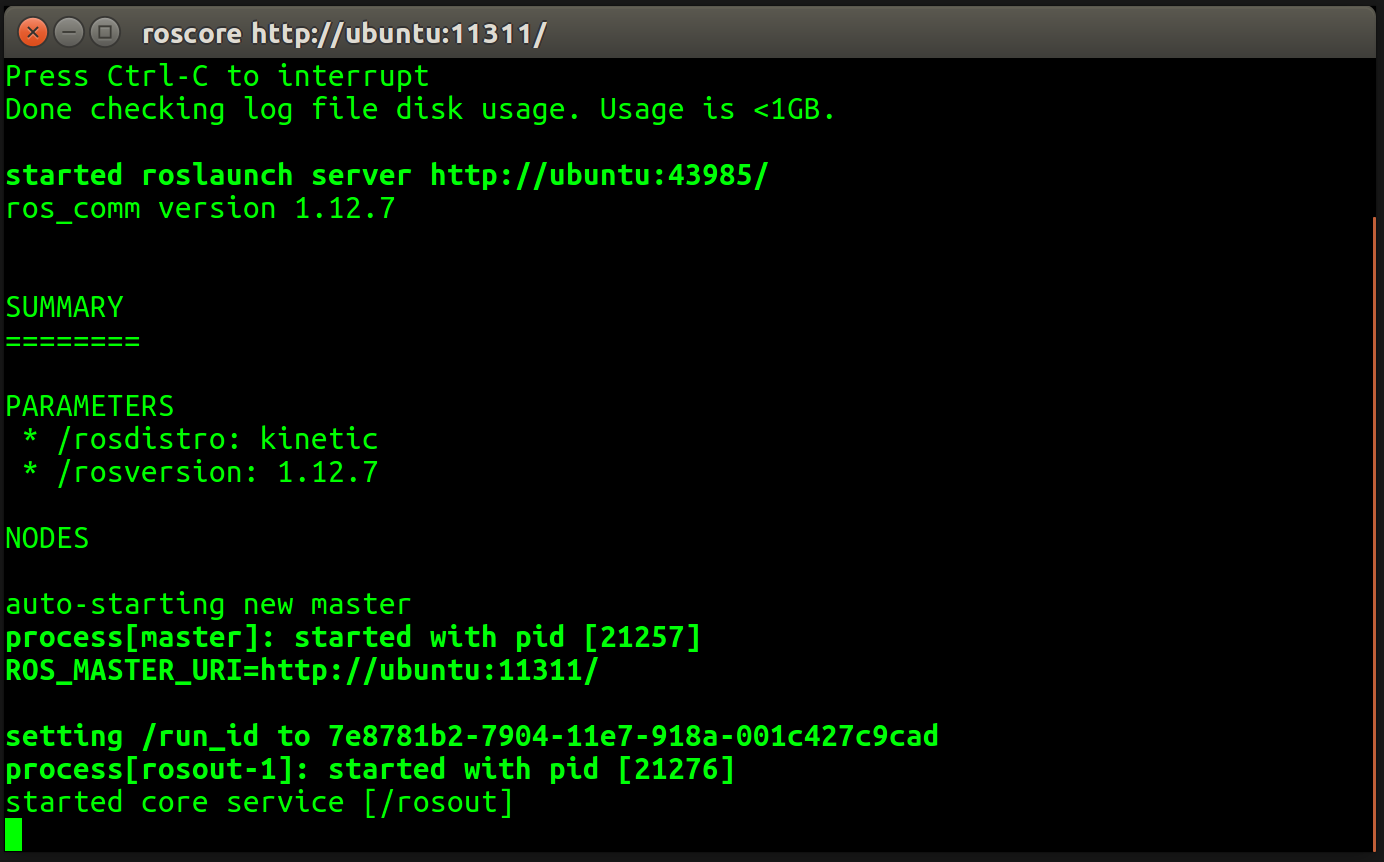 roscore http://ubuntu:11311/
Press Ctrl-C to interrupt
Done checking log file disk usage. Usage is <1GB.
started roslaunch server http://ubuntu:43985/
ros_comm version 1.12.7
SUMMARY
========
PARAMETERS
 * /rosdistro: kinetic
 * /rosversion: 1.12.7
NODES
auto-starting new master
process[master]: started with pid [21257]
ROS_MASTER_URI=http://ubuntu:11311/
setting /run_id to 7e8781b2-7904-11e7-918a-001c427c9cad
process[rosout-1]: started with pid [21276]
started core service [/rosout]